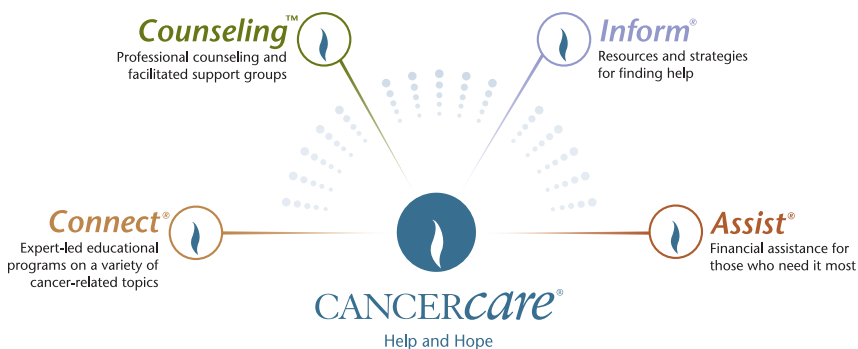 Counseling™
Professional counseling and
facilitated support groups
Inform®
Resources and strategies
for finding help
Connect®
Expert-led educational
programs on a variety of
cancer-related topics
Assist®
Financial assistance for
those who need it most
CANCERcare®
Help and Hope